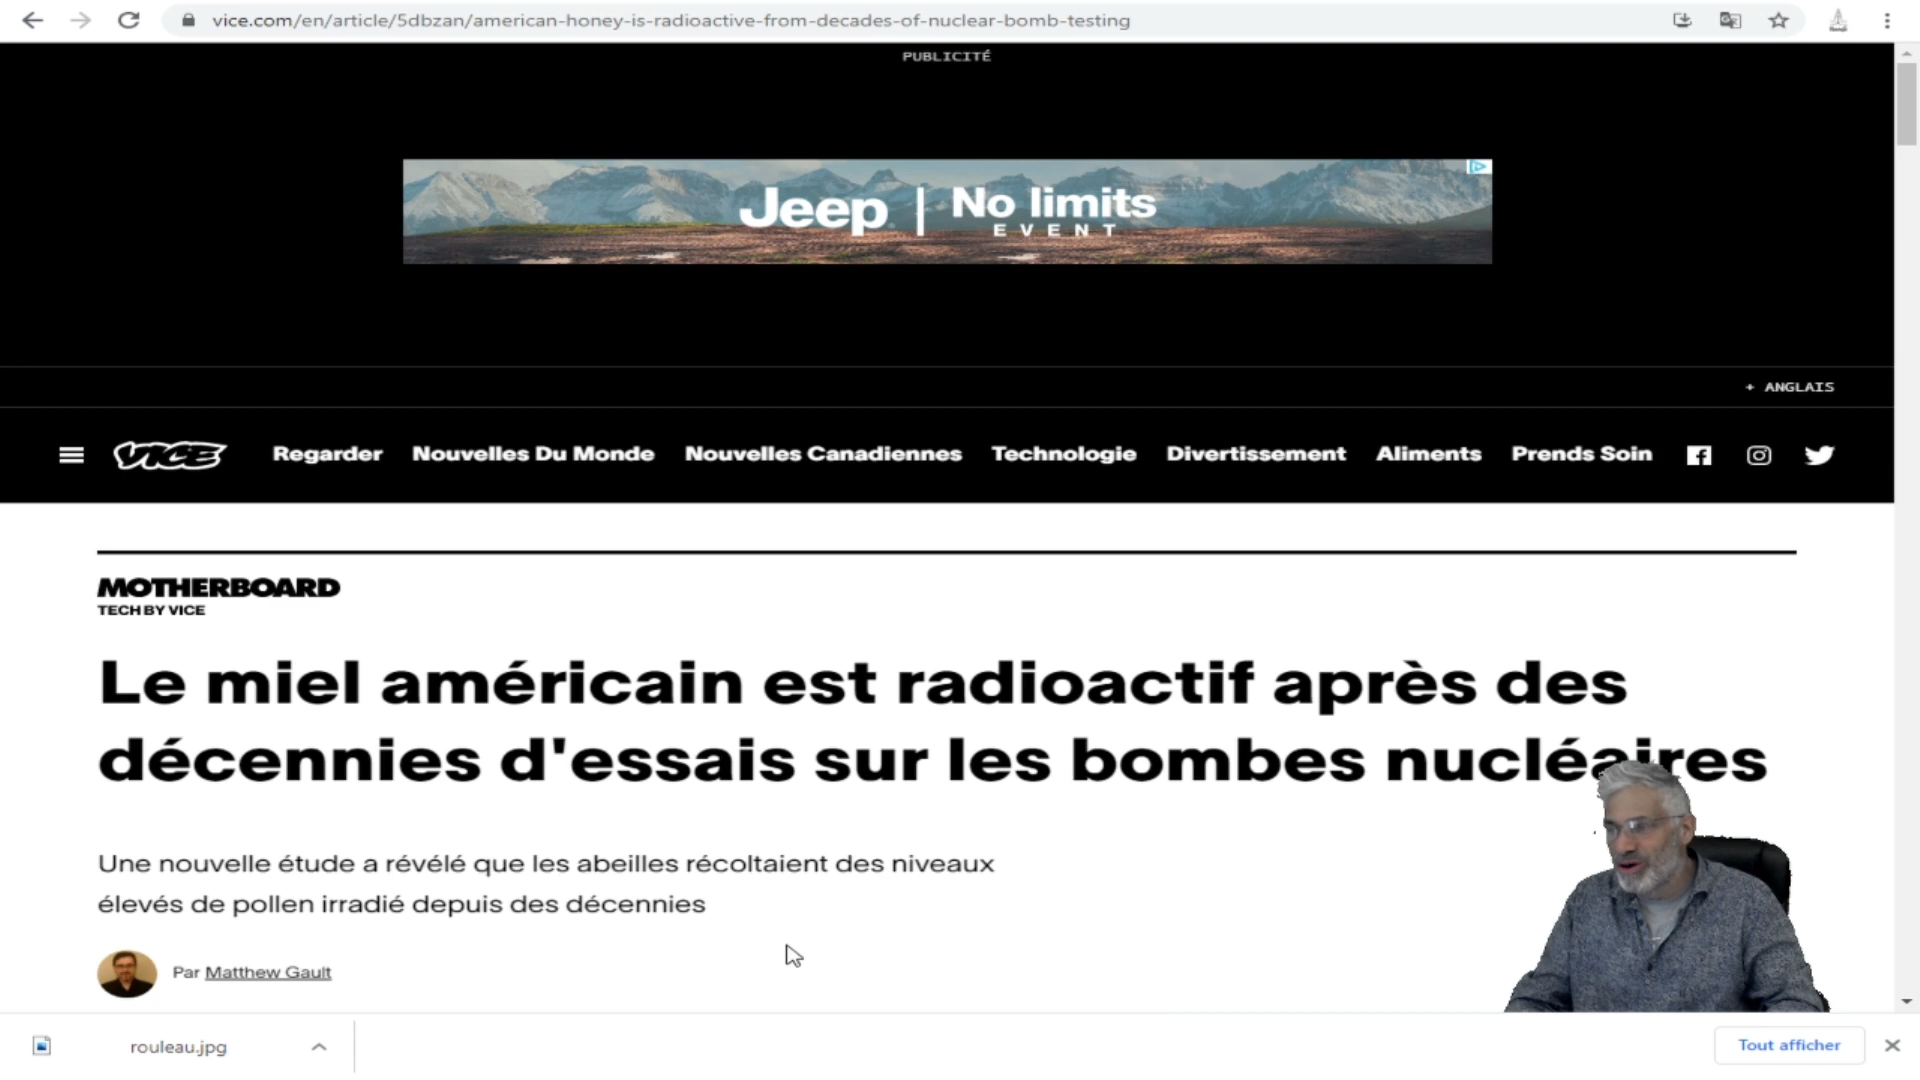 vice.com/en/article/5dbzan/american-honey-is-radioactive-from-decades-of-nuclear-bomb-testing
PUBLICITÉ
Jeep | No limits
EVENT
+ ANGLAIS
VICE Regarder Nouvelles Du Monde Nouvelles Canadiennes Technologie Divertissement Aliments Prends Soin
MOTHERBOARD
TECH BY VICE
Le miel américain est radioactif après des
décennies d'essais sur les bombes nucléaires
Une nouvelle étude a révélé que les abeilles récoltaient des niveaux
élevés de pollen irradié depuis des décennies
Par Matthew Gault
rouleau.jpg
Tout afficher